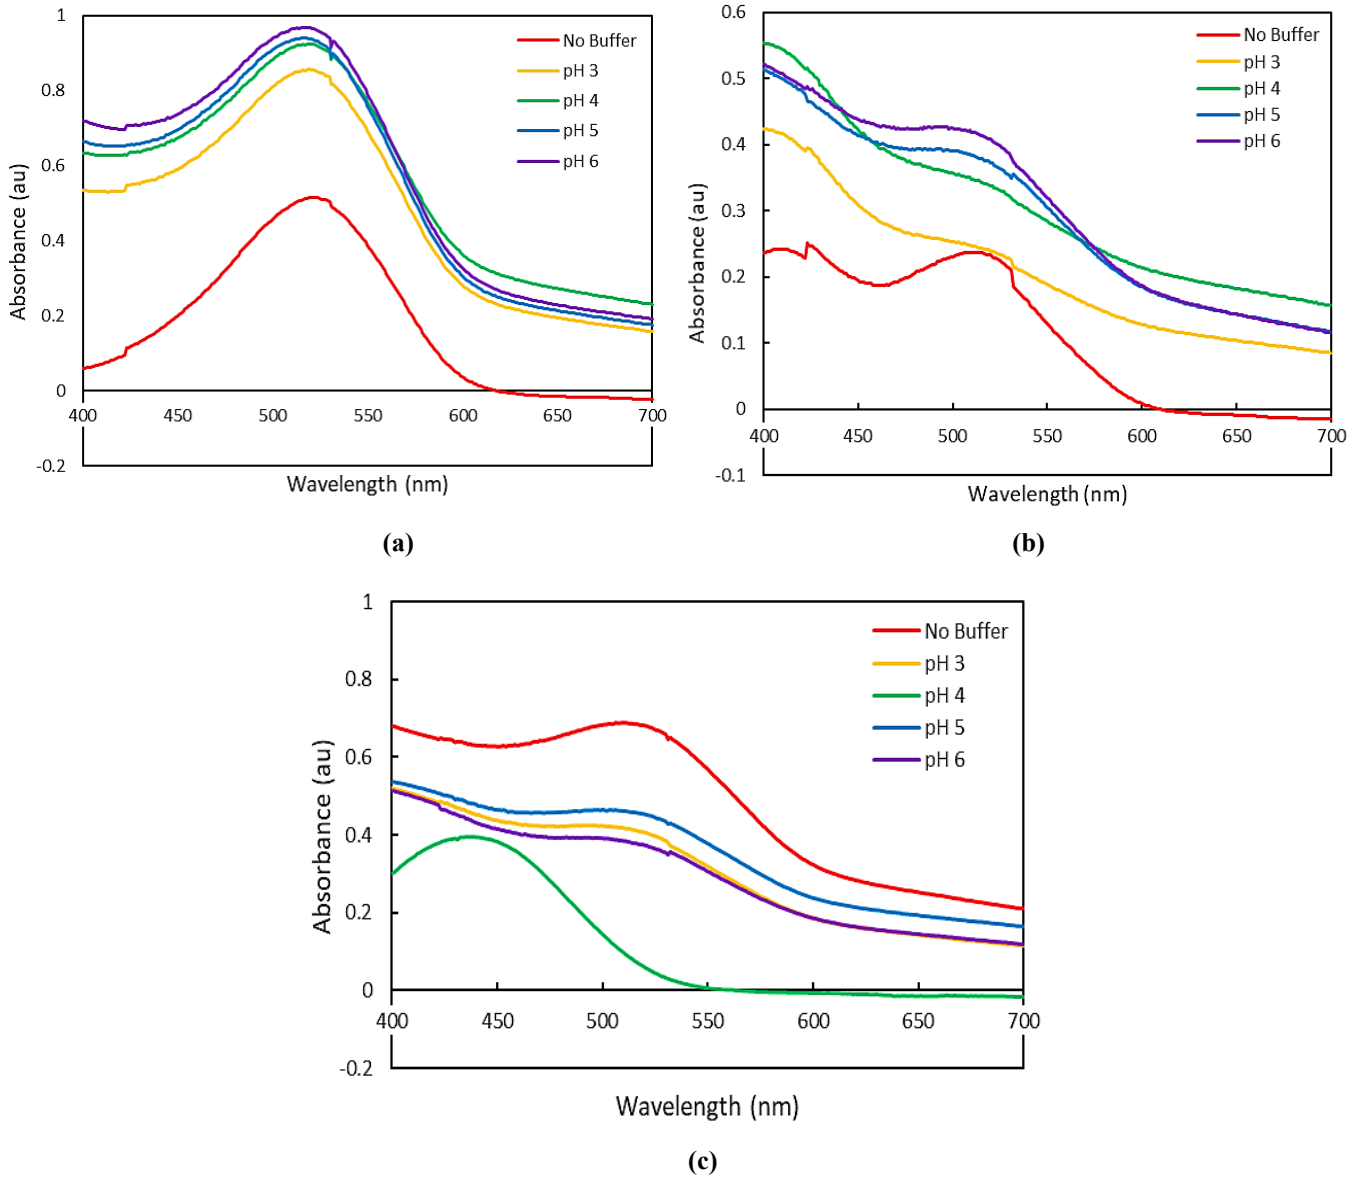 1
0.8
0.6
0.4
0.2
0
-0.2
400
450
500
550
600
650
700
Absorbance (au)
Wavelength (nm)
No Buffer
pH 3
pH 4
pH 5
pH 6
(a)
0.6
0.5
0.4
0.3
0.2
0.1
0
-0.1
400
450
500
550
600
650
700
Absorbance (au)
Wavelength (nm)
No Buffer
pH 3
pH 4
pH 5
pH 6
(b)
1
0.8
0.6
0.4
0.2
0
-0.2
400
450
500
550
600
650
700
Absorbance (au)
Wavelength (nm)
No Buffer
pH 3
pH 4
pH 5
pH 6
(c)